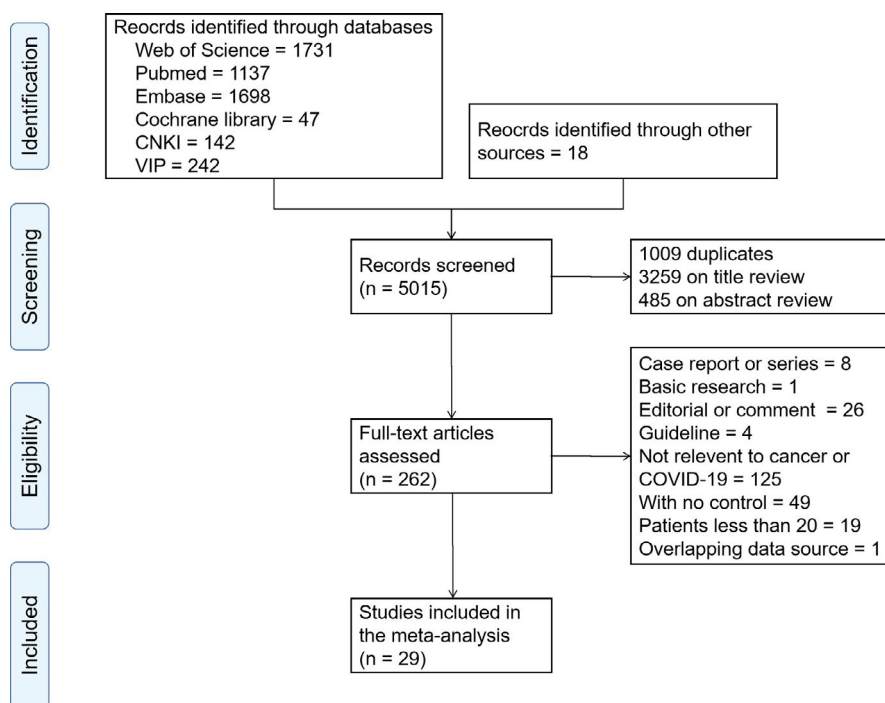 Identification
Reocrds identified through databases
Web of Science = 1731
Pubmed = 1137
Embase = 1698
Cochrane library = 47
CNKI = 142
VIP = 242
Reocrds identified through other
sources = 18
Screening
Records screened
(n = 5015)
1009 duplicates
3259 on title review
485 on abstract review
Eligibility
Full-text articles
assessed
(n = 262)
Case report or series = 8
Basic research = 1
Editorial or comment = 26
Guideline = 4
Not relevent to cancer or
COVID-19 = 125
With no control = 49
Patients less than 20 = 19
Overlapping data source = 1
Included
Studies included in
the meta-analysis
(n = 29)